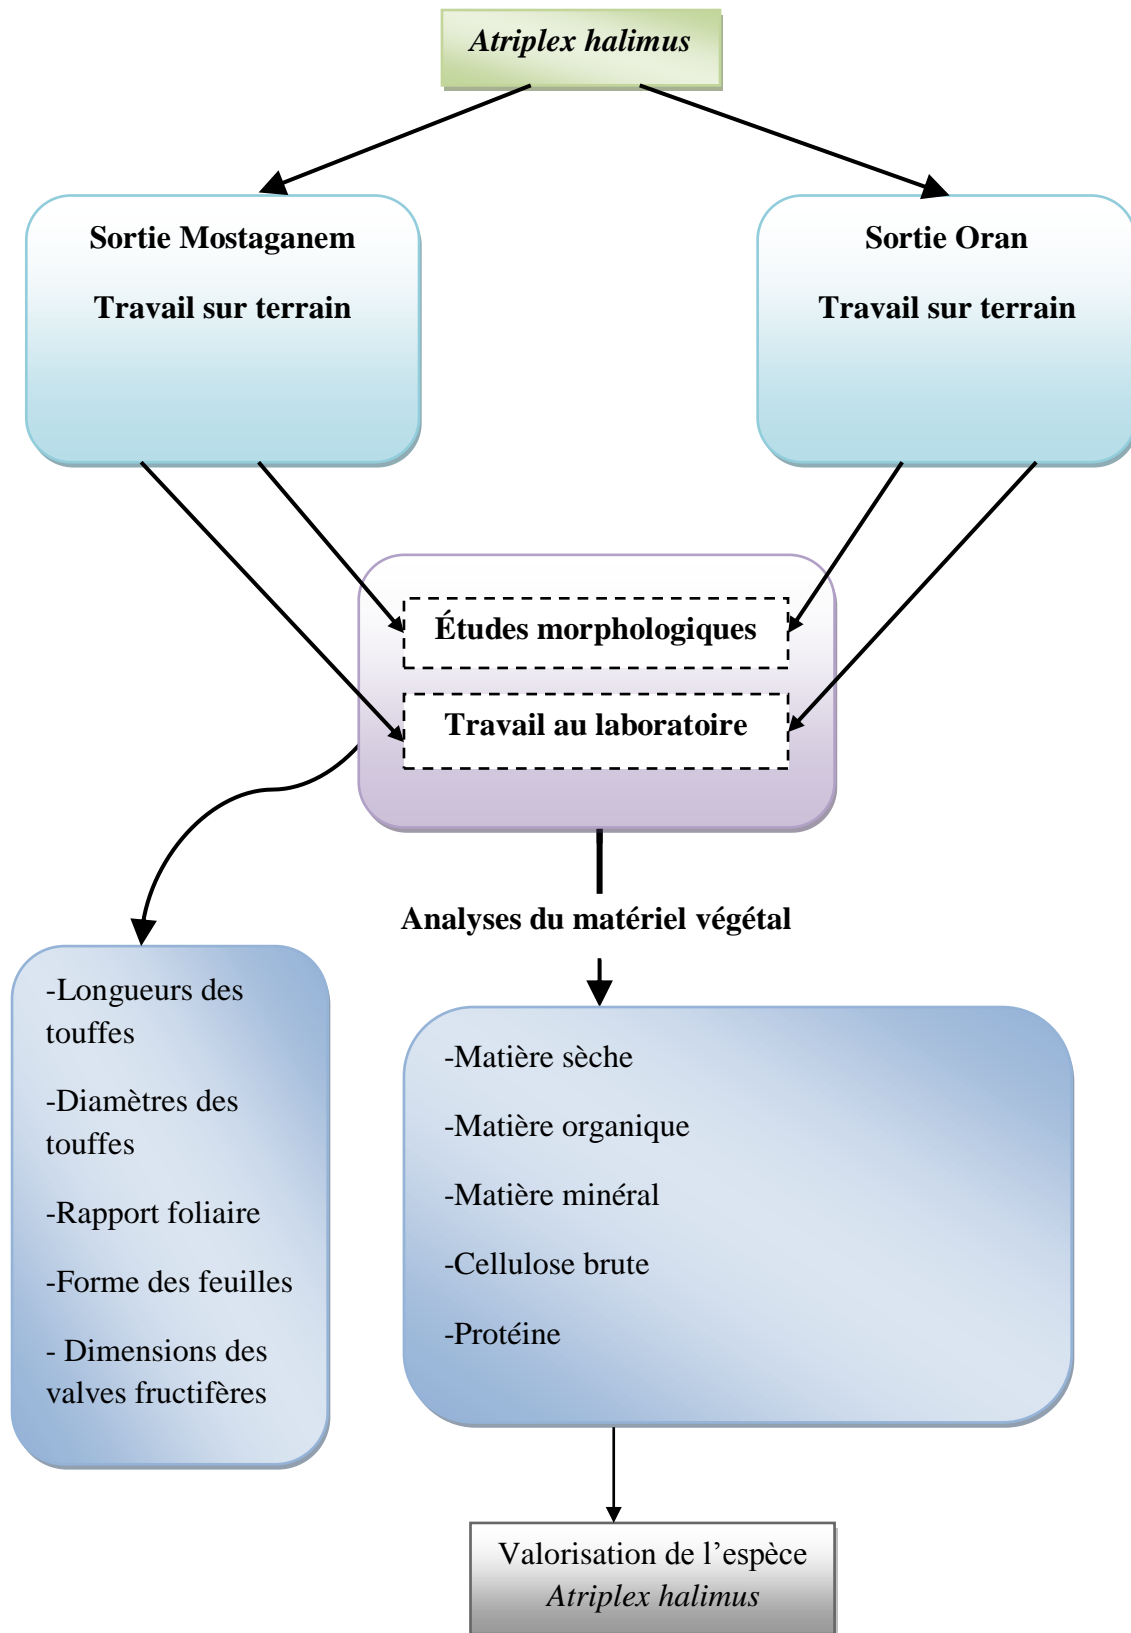 Atriplex halimus
Sortie Mostaganem
Travail sur terrain
Sortie Oran
Travail sur terrain
Études morphologiques
Travail au laboratoire
Analyses du matériel végétal
-Longueurs des
touffes
-Diamètres des
touffes
-Rapport foliaire
-Forme des feuilles
- Dimensions des
valves fructifères
-Matière sèche
-Matière organique
-Matière minéral
-Cellulose brute
-Protéine
Valorisation de l’espèce
Atriplex halimus